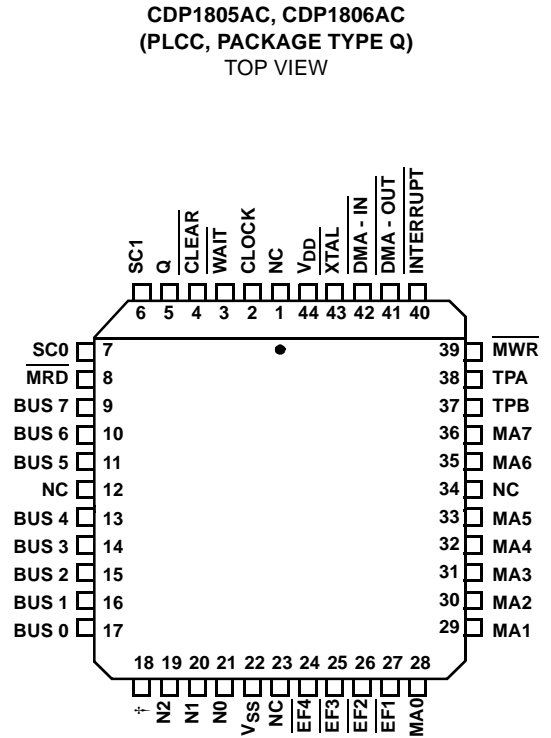 CDP1805AC, CDP1806AC
(PLCC, PACKAGE TYPE Q)
TOP VIEW
SC1
Q
CLEAR
WAIT
CLOCK
NC
VDD
XTAL
DMA - IN
DMA - OUT
INTERRUPT
6 5 4 3 2 1 44 43 42 41 40
SC0 7 39 MWR
MRD 8 38 TPA
BUS 7 9 37 TPB
BUS 6 10 36 MA7
BUS 5 11 35 MA6
NC 12 34 NC
BUS 4 13 33 MA5
BUS 3 14 32 MA4
BUS 2 15 31 MA3
BUS 1 16 30 MA2
BUS 0 17 29 MA1
18 19 20 21 22 23 24 25 26 27 28
†
N2
N1
N0
VSS
NC
EF4
EF3
EF2
EF1
MA0